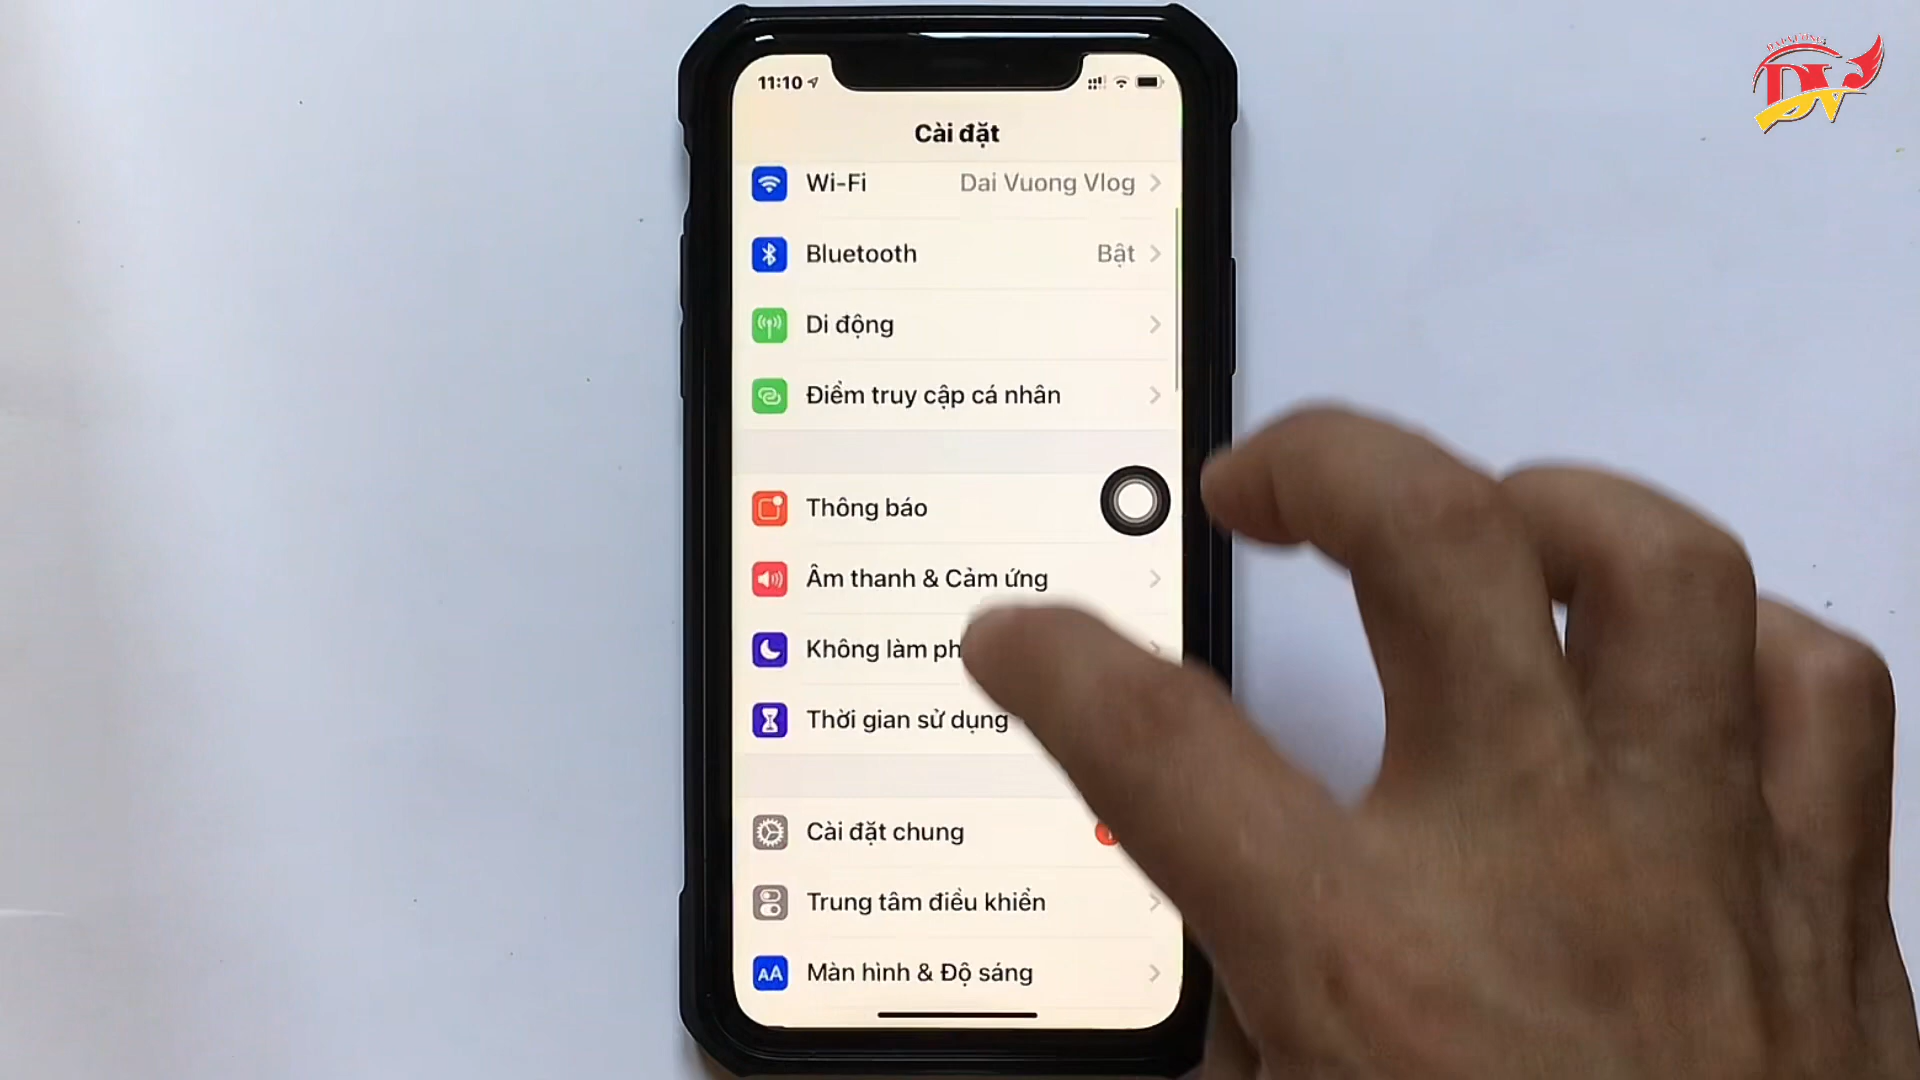 11:10
Cài đặt
Wi-Fi Dai Vuong Vlog
Bluetooth Bật
Di động
Điểm truy cập cá nhân
Thông báo
Âm thanh & Cảm ứng
Không làm ph
Thời gian sử dụng
Cài đặt chung
Trung tâm điều khiển
AA Màn hình & Độ sáng
DV